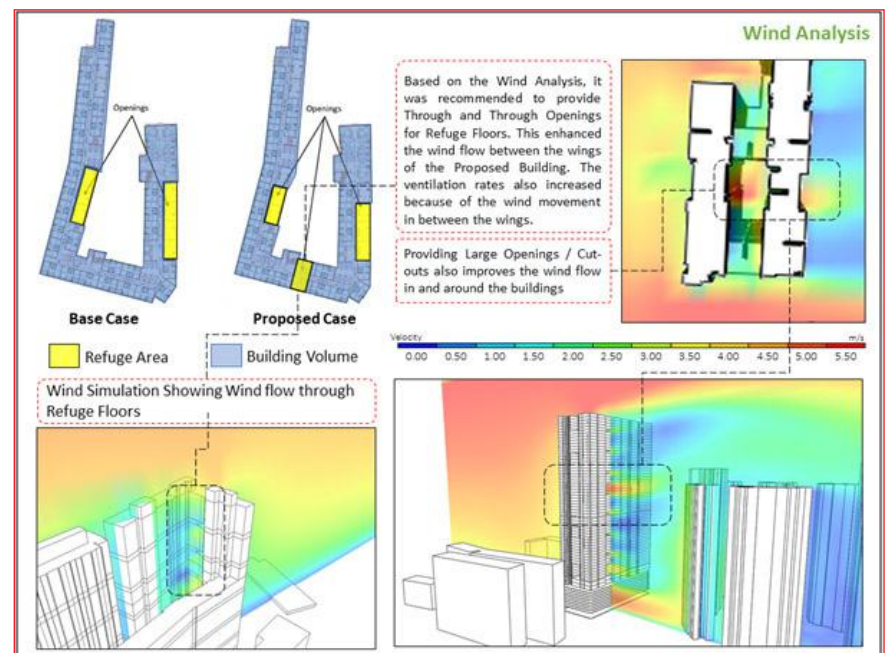 Wind Analysis
Openings
Openings
Based on the Wind Analysis, it
was recommended to provide
Through and Through Openings
for Refuge Floors. This enhanced
the wind flow between the wings
of the Proposed Building. The
ventilation rates also increased
because of the wind movement
in between the wings.
Providing Large Openings / Cut-
outs also improves the wind flow
in and around the buildings
Base Case
Proposed Case
Refuge Area
Building Volume
Velocity
m/s
0.00 0.50 1.00 1.50 2.00 2.50 3.00 3.50 4.00 4.50 5.00 5.50
Wind Simulation Showing Wind flow through
Refuge Floors